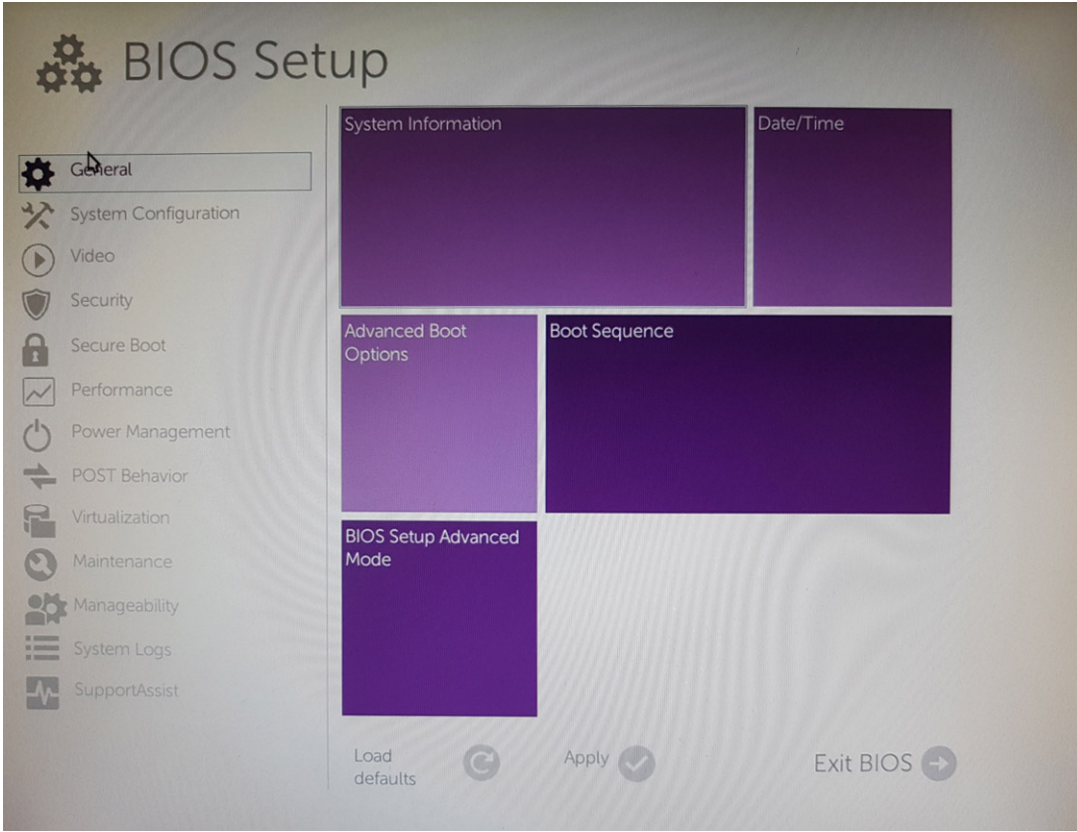 BIOS Setup
General
System Configuration
Video
Security
Secure Boot
Performance
Power Management
POST Behavior
Virtualization
Maintenance
Manageability
System Logs
SupportAssist
System Information
Date/Time
Advanced Boot
Options
Boot Sequence
BIOS Setup Advanced
Mode
Load
defaults
Apply
Exit BIOS